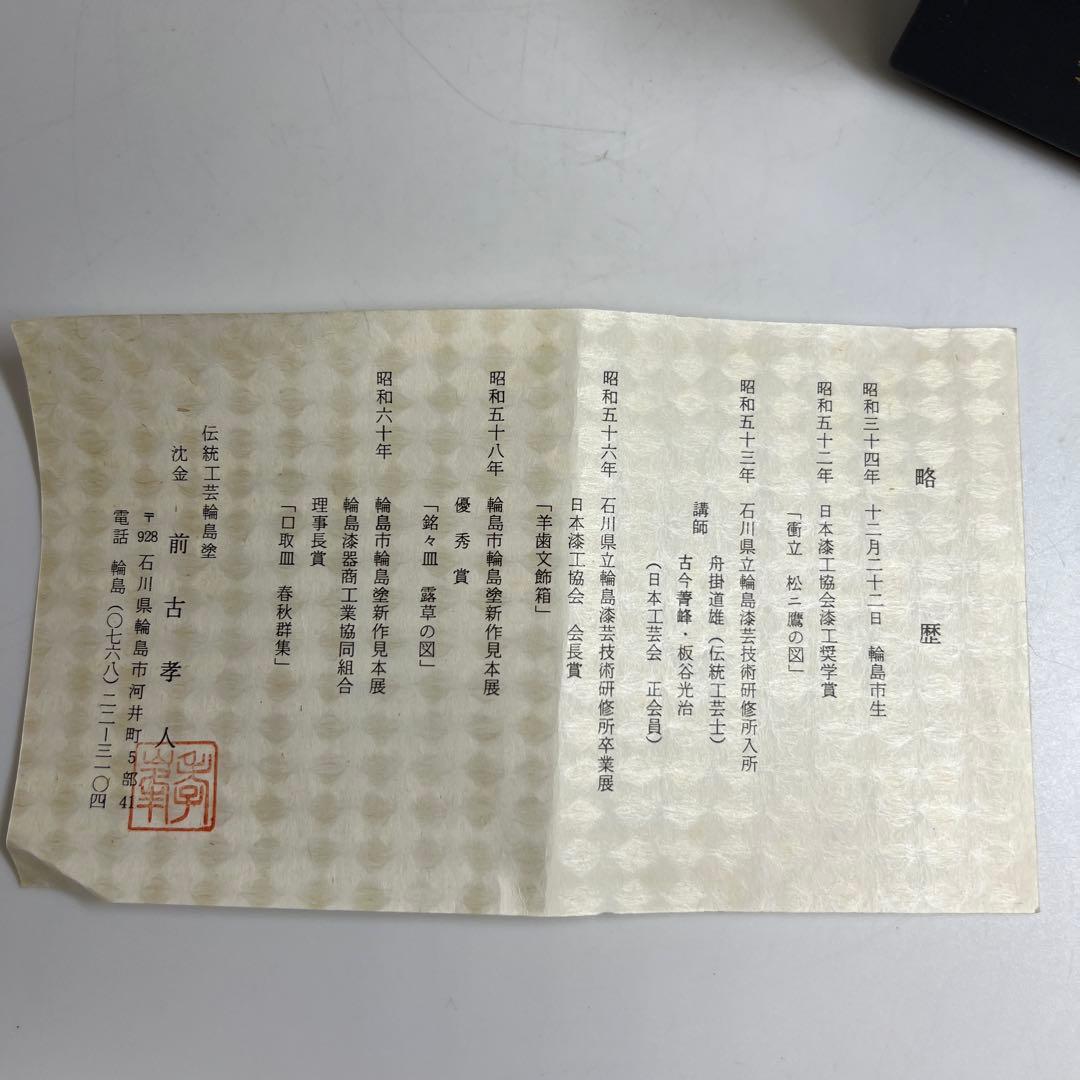 略歴
昭和三十四年 十二月二十二日 輪島市生
昭和五十二年 日本漆工協会漆工奨学賞
「衝立 松ニ鷹の図」
昭和五十三年 石川県立輪島漆芸技術研修所入所
講師 舟掛道雄(伝統工芸士)
古今菁峰・板谷光治
(日本工芸会 正会員)
昭和五十六年 石川県立輪島漆芸技術研修所卒業展
日本漆工協会 会長賞
「羊歯文飾箱」
昭和五十八年 輪島市輪島塗新作見本展
優秀賞
「銘々皿 露草の図」
昭和六十年 輪島市輪島塗新作見本展
輪島漆器商工業協同組合
理事長賞
「口取皿 春秋群集」
伝統工芸輪島塗
沈金 前古孝人
〒928 石川県輪島市河井町5部41
電話 輪島(〇七六八)二二ー三一〇四